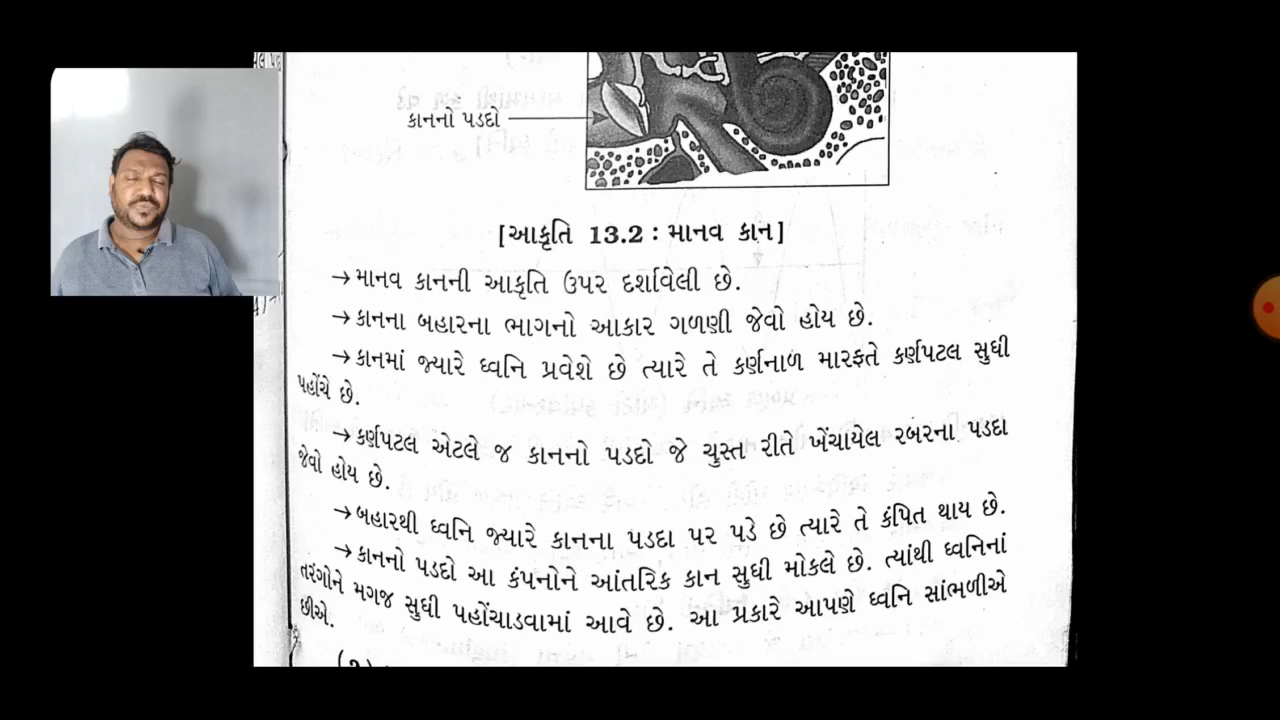 કાનનો પડદો
[આકૃતિ 13.2 : માનવ કાન]
→ માનવ કાનની આકૃતિ ઉપર દર્શાવેલી છે.
→ કાનના બહારના ભાગનો આકાર ગળણી જેવો હોય છે.
→ કાનમાં જ્યારે ધ્વનિ પ્રવેશે છે ત્યારે તે કર્ણનાળ મારફતે કર્ણપટલ સુધી
પહોંચે છે.
→ કર્ણપટલ એટલે જ કાનનો પડદો જે ચુસ્ત રીતે ખેંચાયેલ રબરના પડદા
જેવો હોય છે.
→ બહારથી ધ્વનિ જ્યારે કાનના પડદા પર પડે છે ત્યારે તે કંપિત થાય છે.
→ કાનનો પડદો આ કંપનોને આંતરિક કાન સુધી મોકલે છે. ત્યાંથી ધ્વનિનાં
તરંગોને મગજ સુધી પહોંચાડવામાં આવે છે. આ પ્રકારે આપણે ધ્વનિ સાંભળીએ
છીએ.